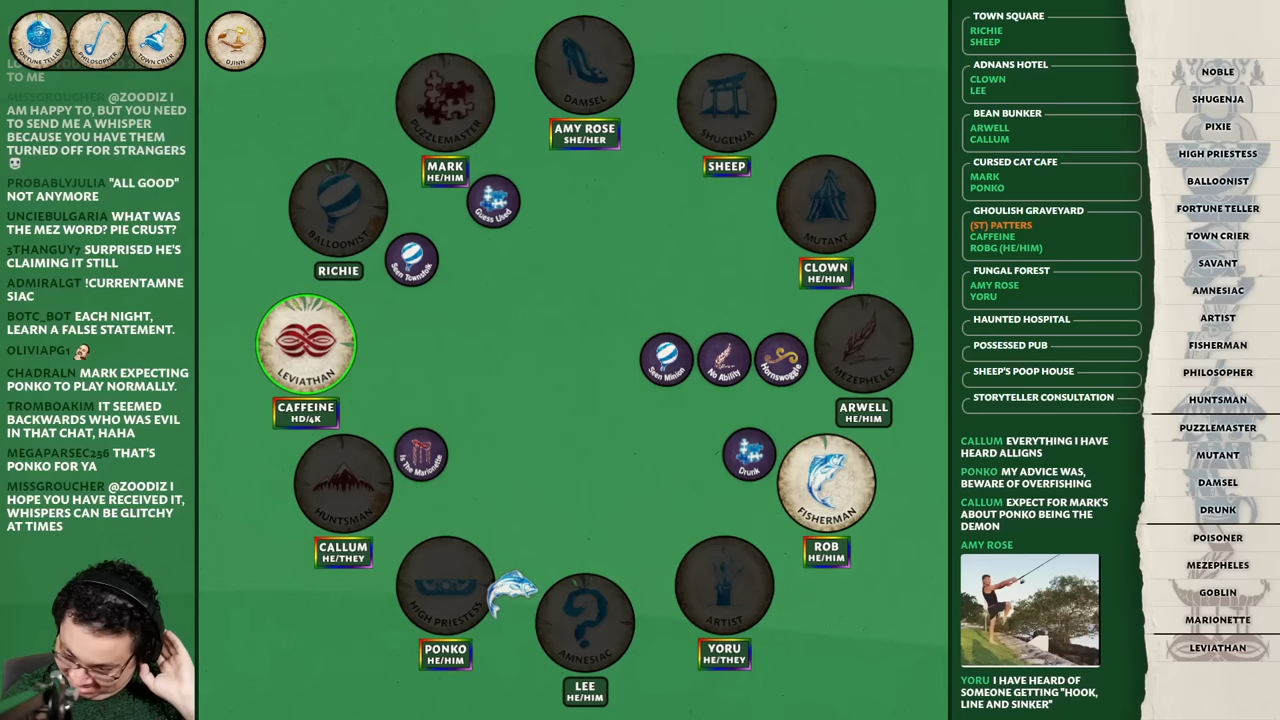 FORTUNE TELLER
PHILOSOPHER
TOWN CRIER
DJINN
TO ME
MISSGROUCHER @ZOODIZ I
AM HAPPY TO, BUT YOU NEED
TO SEND ME A WHISPER
BECAUSE YOU HAVE THEM
TURNED OFF FOR STRANGERS
PROBABLYJULIA "ALL GOOD"
NOT ANYMORE
UNCIEBULGARIA WHAT WAS
THE MEZ WORD? PIE CRUST?
3THANGUY7 SURPRISED HE'S
CLAIMING IT STILL
ADMIRALGT !CURRENTAMNE
SIAC
BOTC_BOT EACH NIGHT,
LEARN A FALSE STATEMENT.
OLIVIAPG1
CHADRALN MARK EXPECTING
PONKO TO PLAY NORMALLY.
TROMBOAKIM IT SEEMED
BACKWARDS WHO WAS EVIL
IN THAT CHAT, HAHA
MEGAPARSEC256 THAT'S
PONKO FOR YA
MISSGROUCHER @ZOODIZ I
HOPE YOU HAVE RECEIVED IT,
WHISPERS CAN BE GLITCHY
AT TIMES
DAMSEL
AMY ROSE
SHE/HER
SHUGENJA
SHEEP
MUTANT
CLOWN
HE/HIM
MEZEPHELES
ARWELL
HE/HIM
Seen Minion
No Ability
Hornswoggle
FISHERMAN
ROB
HE/HIM
Drunk
ARTIST
YORU
HE/THEY
AMNESIAC
LEE
HE/HIM
HIGH PRIESTESS
PONKO
HE/HIM
HUNTSMAN
CALLUM
HE/THEY
Is The Marionette
LEVIATHAN
CAFFEINE
HD/4K
BALLOONIST
RICHIE
Seen Townsfolk
PUZZLEMASTER
MARK
HE/HIM
Guess Used
TOWN SQUARE
RICHIE
SHEEP
ADNANS HOTEL
CLOWN
LEE
BEAN BUNKER
ARWELL
CALLUM
CURSED CAT CAFE
MARK
PONKO
GHOULISH GRAVEYARD
(ST) PATTERS
CAFFEINE
ROBG (HE/HIM)
FUNGAL FOREST
AMY ROSE
YORU
HAUNTED HOSPITAL
POSSESSED PUB
SHEEP'S POOP HOUSE
STORYTELLER CONSULTATION
CALLUM EVERYTHING I HAVE
HEARD ALLIGNS
PONKO MY ADVICE WAS,
BEWARE OF OVERFISHING
CALLUM EXPECT FOR MARK'S
ABOUT PONKO BEING THE
DEMON
AMY ROSE
YORU I HAVE HEARD OF
SOMEONE GETTING "HOOK,
LINE AND SINKER"
NOBLE
SHUGENJA
PIXIE
HIGH PRIESTESS
BALLOONIST
FORTUNE TELLER
TOWN CRIER
SAVANT
AMNESIAC
ARTIST
FISHERMAN
PHILOSOPHER
HUNTSMAN
PUZZLEMASTER
MUTANT
DAMSEL
DRUNK
POISONER
MEZEPHELES
GOBLIN
MARIONETTE
LEVIATHAN